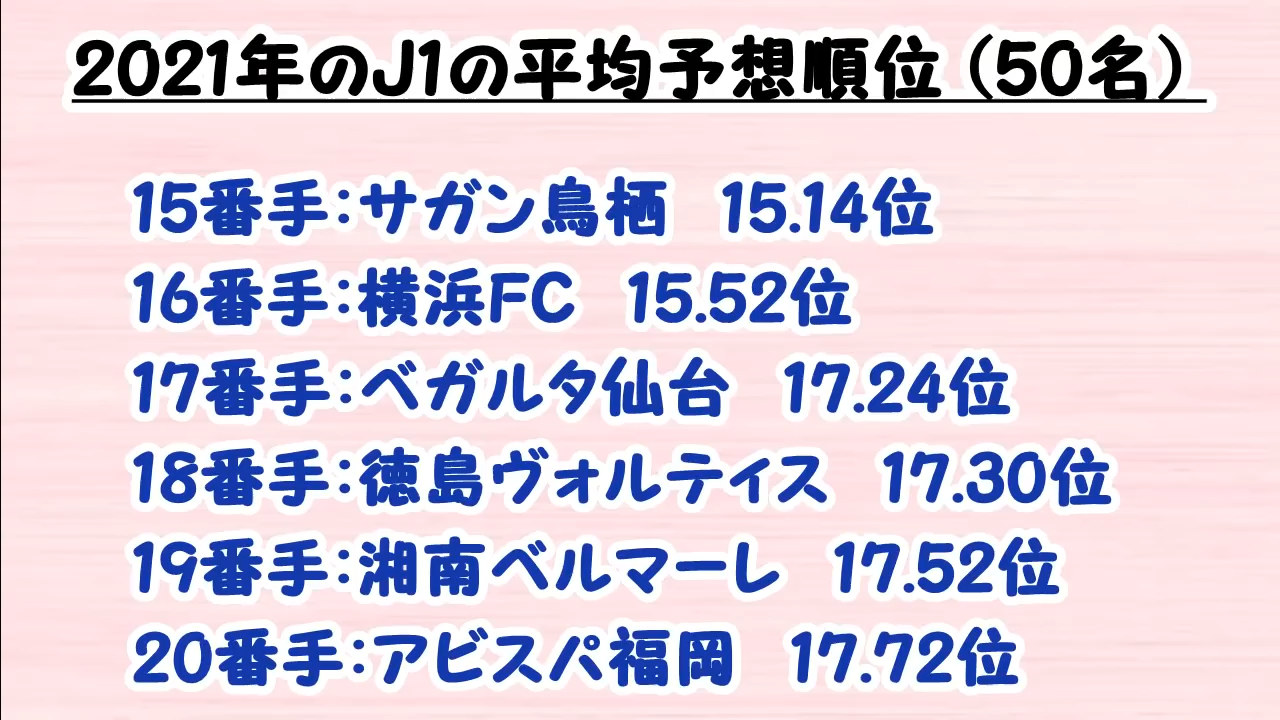 2021年のJ1の平均予想順位（50名）
15番手：サガン鳥栖　15.14位
16番手：横浜FC　15.52位
17番手：ベガルタ仙台　17.24位
18番手：徳島ヴォルティス　17.30位
19番手：湘南ベルマーレ　17.52位
20番手：アビスパ福岡　17.72位